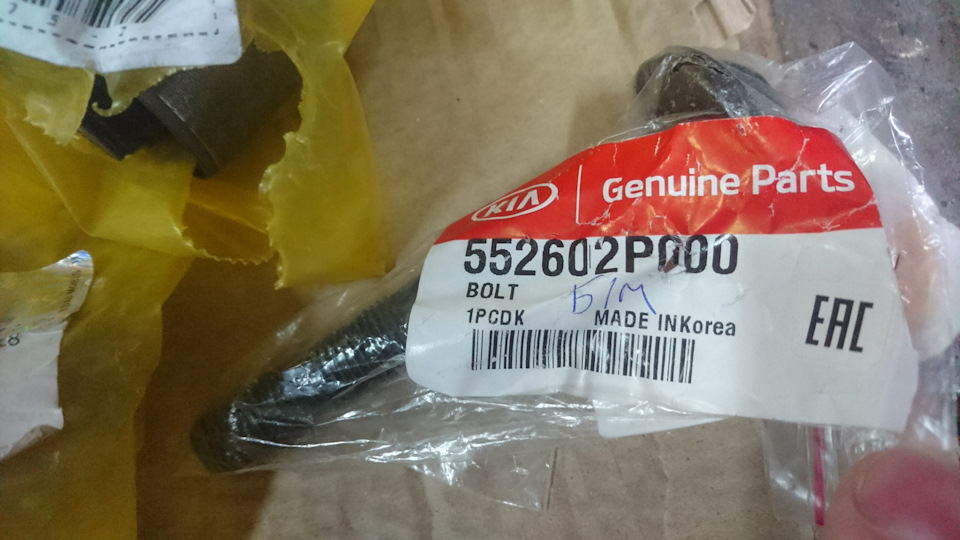 KIA Genuine Parts
552602P000
BOLT
б/м
1PCDK MADE INKorea
EAC